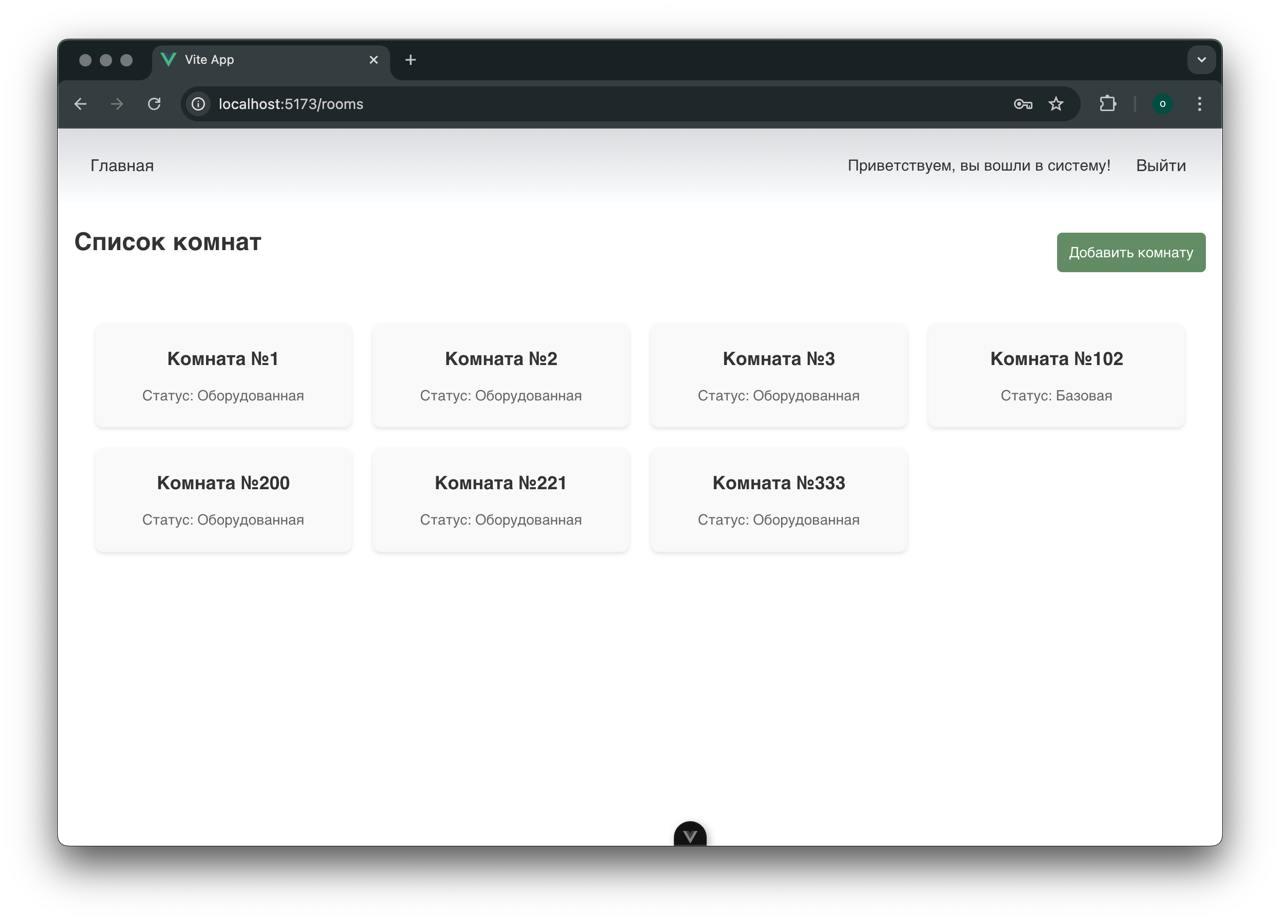 Vite App
localhost:5173/rooms
o
Главная
Приветствуем, вы вошли в систему! Выйти
Список комнат
Добавить комнату
Комната №1
Статус: Оборудованная
Комната №2
Статус: Оборудованная
Комната №3
Статус: Оборудованная
Комната №102
Статус: Базовая
Комната №200
Статус: Оборудованная
Комната №221
Статус: Оборудованная
Комната №333
Статус: Оборудованная